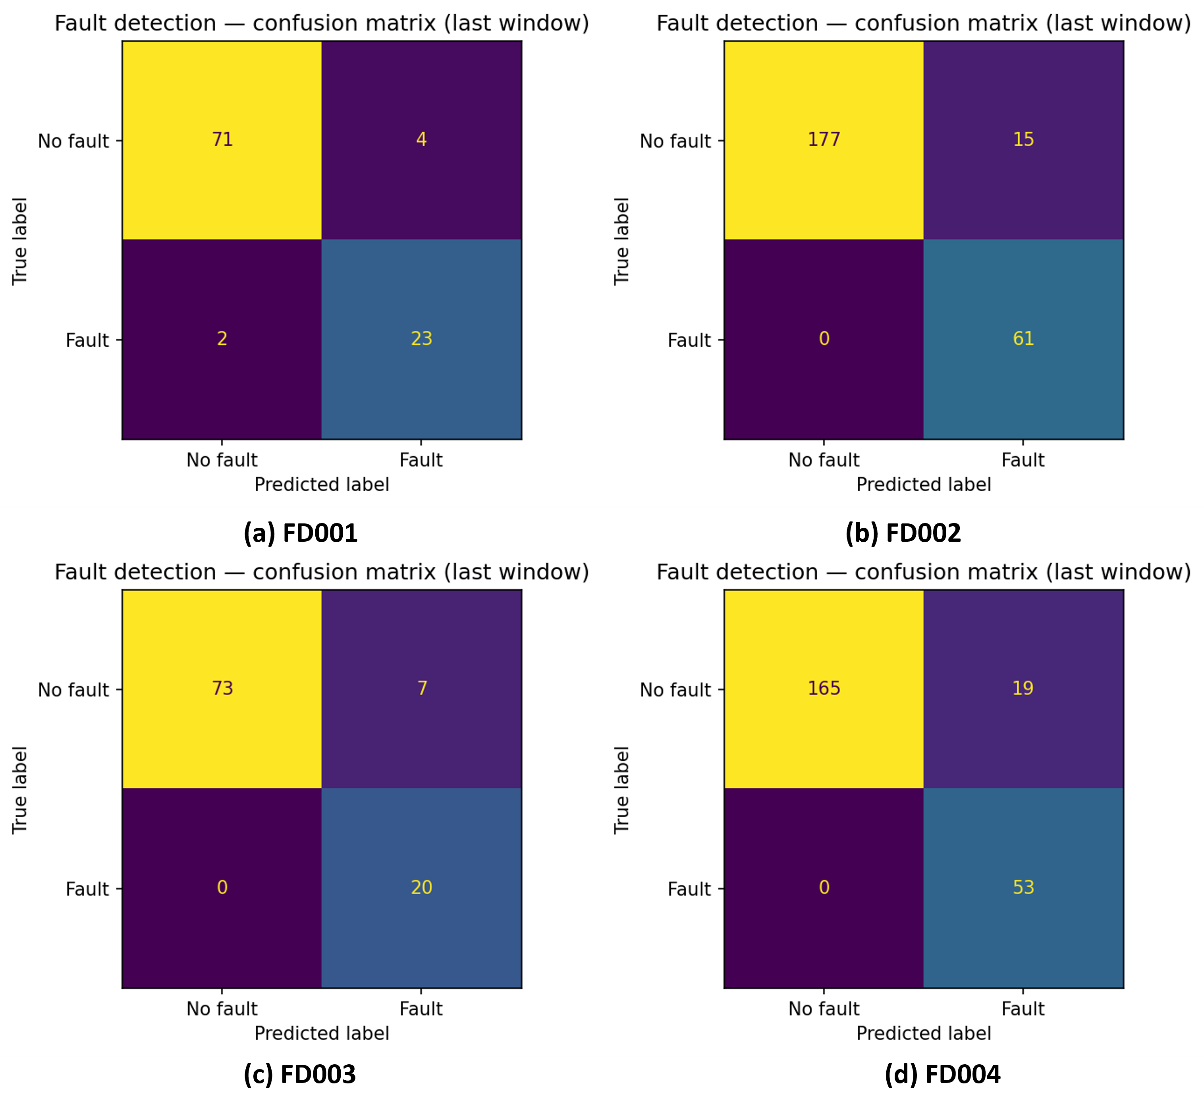 Fault detection — confusion matrix (last window)
No fault
71
4
True label
Fault
2
23
No fault
Fault
Predicted label
(a) FD001
Fault detection — confusion matrix (last window)
No fault
177
15
True label
Fault
0
61
No fault
Fault
Predicted label
(b) FD002
Fault detection — confusion matrix (last window)
No fault
73
7
True label
Fault
0
20
No fault
Fault
Predicted label
(c) FD003
Fault detection — confusion matrix (last window)
No fault
165
19
True label
Fault
0
53
No fault
Fault
Predicted label
(d) FD004